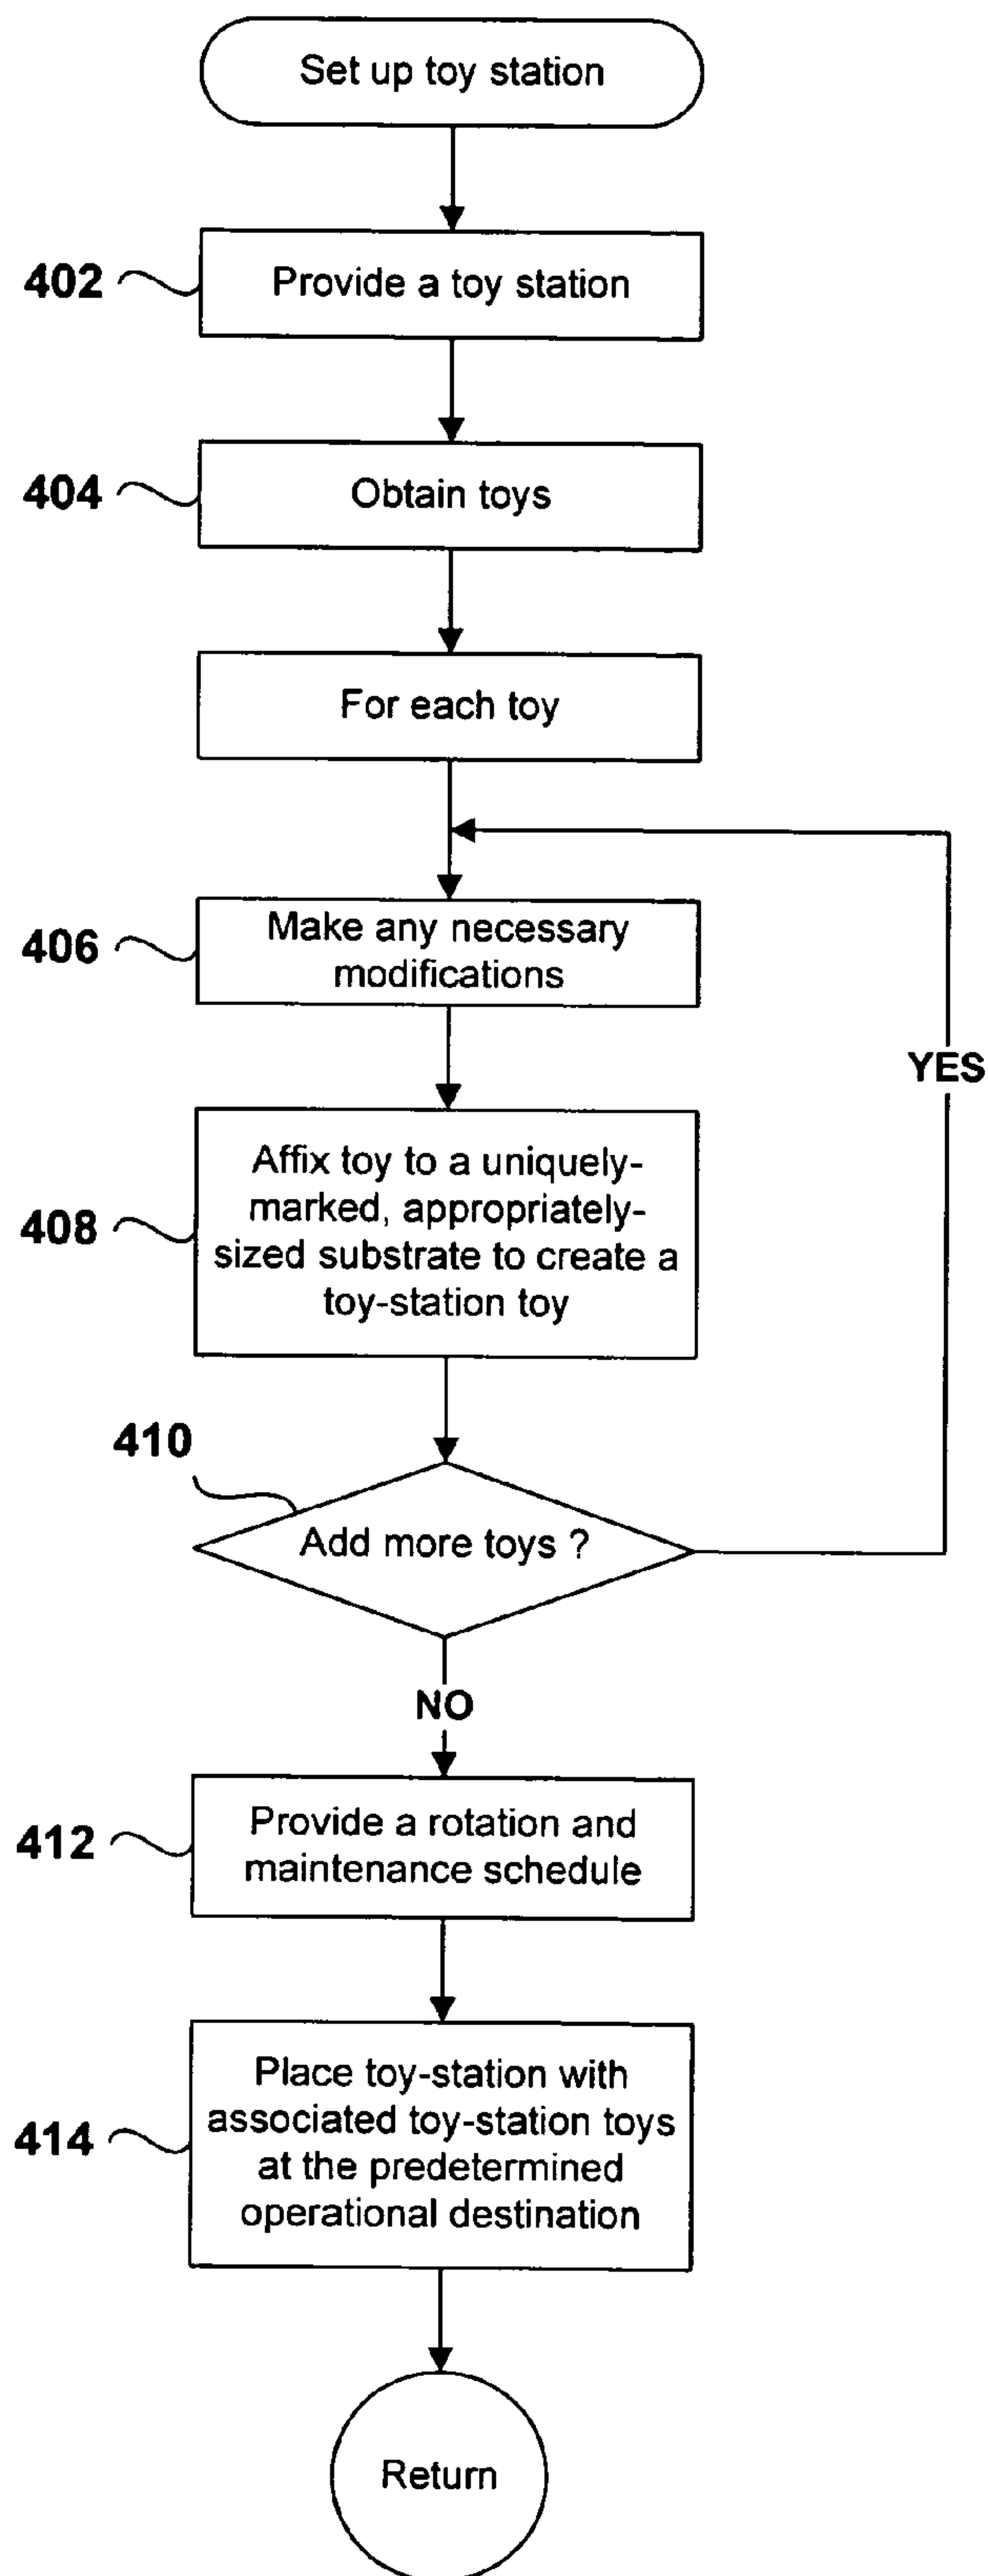 Set up toy station
402
Provide a toy station
404
Obtain toys
For each toy
406
Make any necessary
modifications
YES
408
Affix toy to a uniquely-
marked, appropriately-
sized substrate to create a
toy-station toy
410
Add more toys ?
NO
412
Provide a rotation and
maintenance schedule
414
Place toy-station with
associated toy-station toys
at the predetermined
operational destination
Return